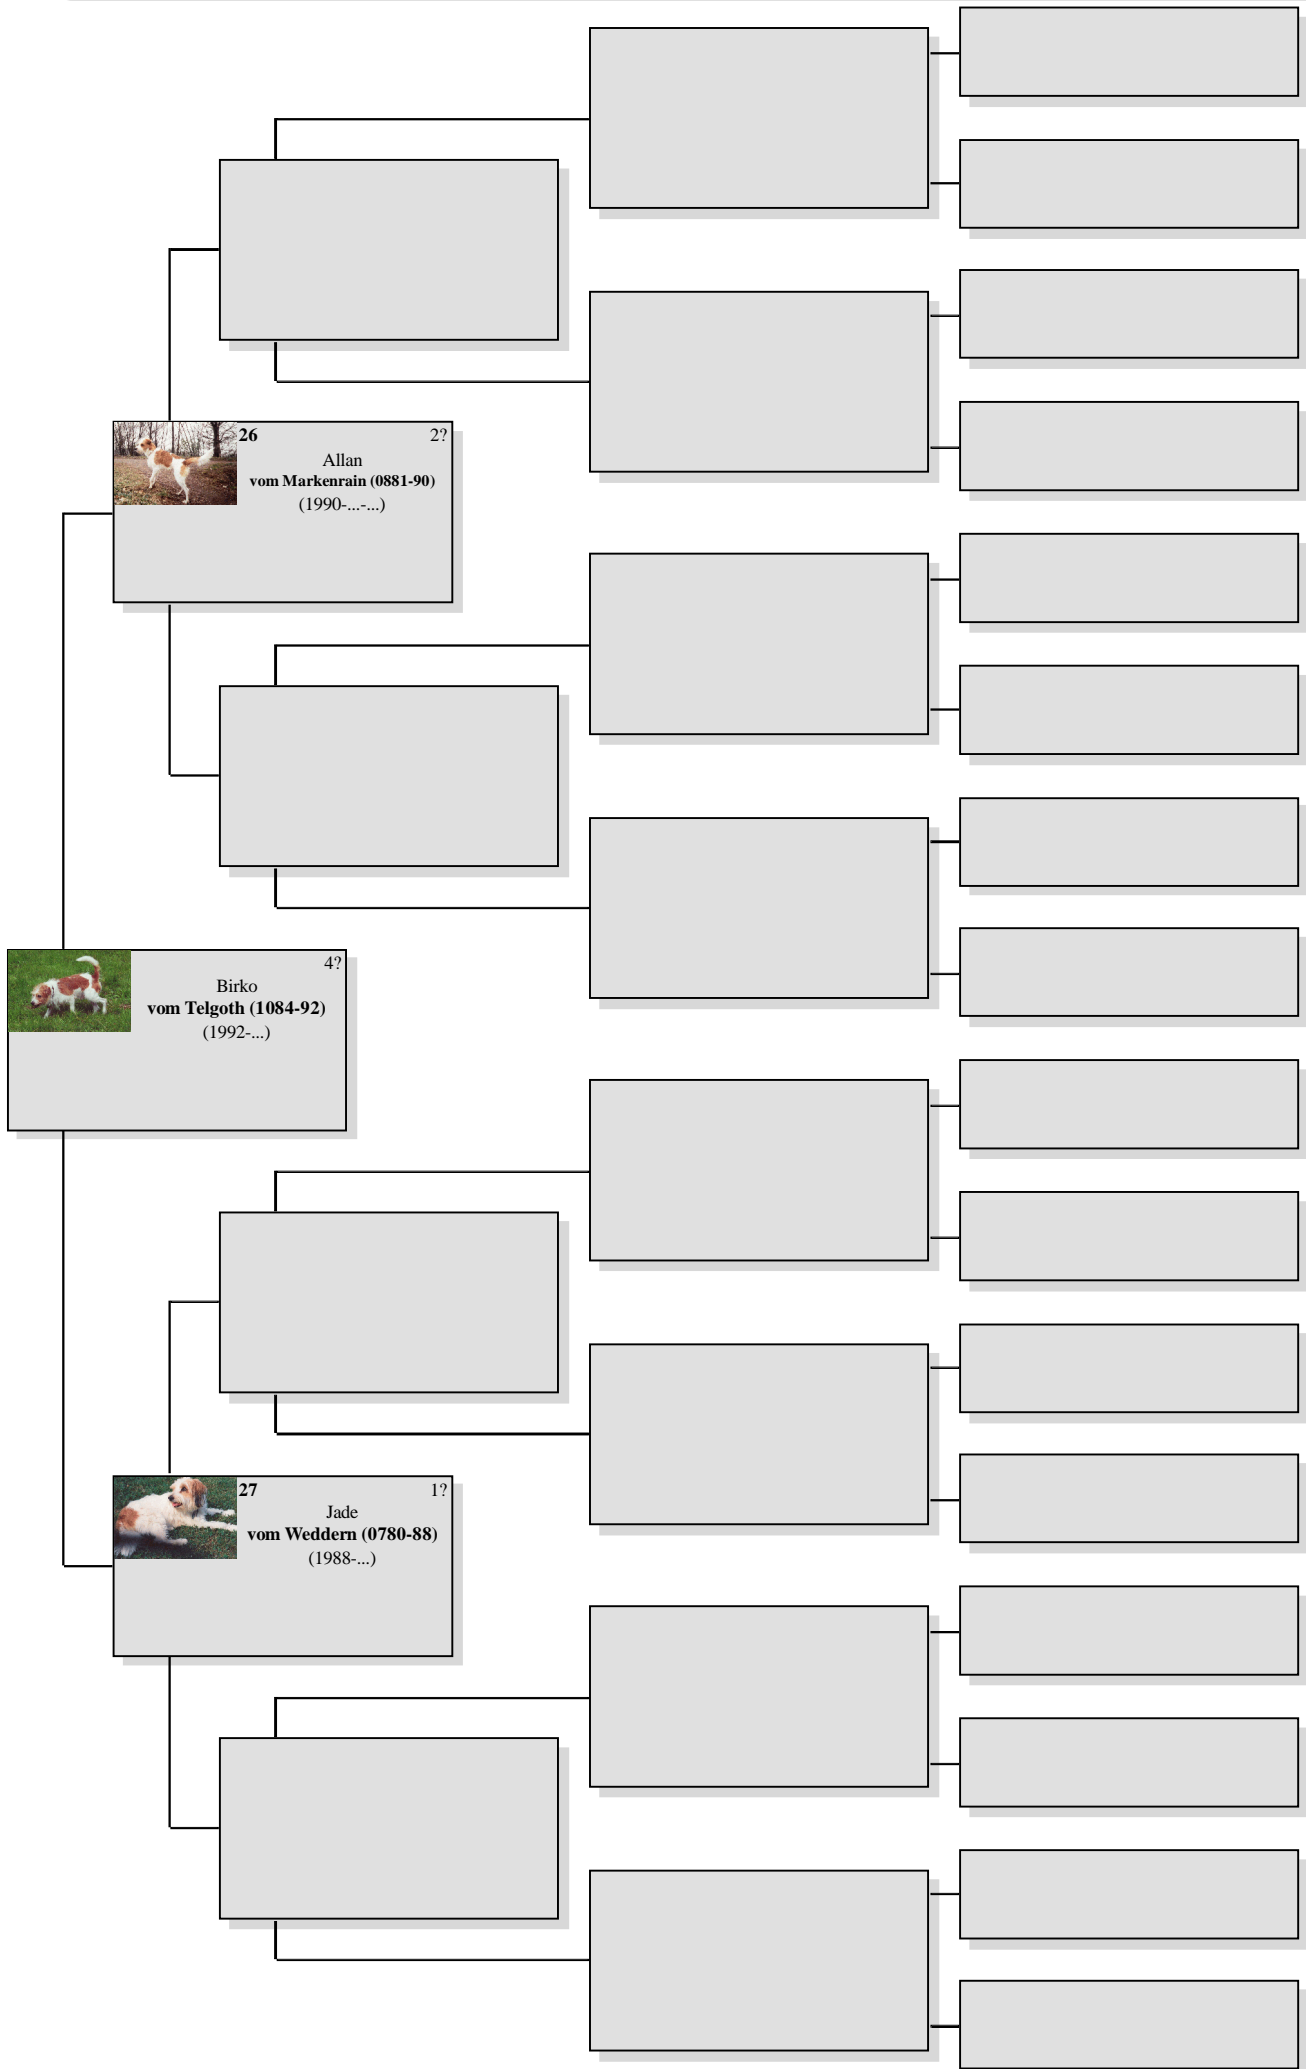 26 2?
Allan
vom Markenrain (0881-90)
(1990-...-...)
4?
Birko
vom Telgoth (1084-92)
(1992-...)
27 1?
Jade
vom Weddern (0780-88)
(1988-...)